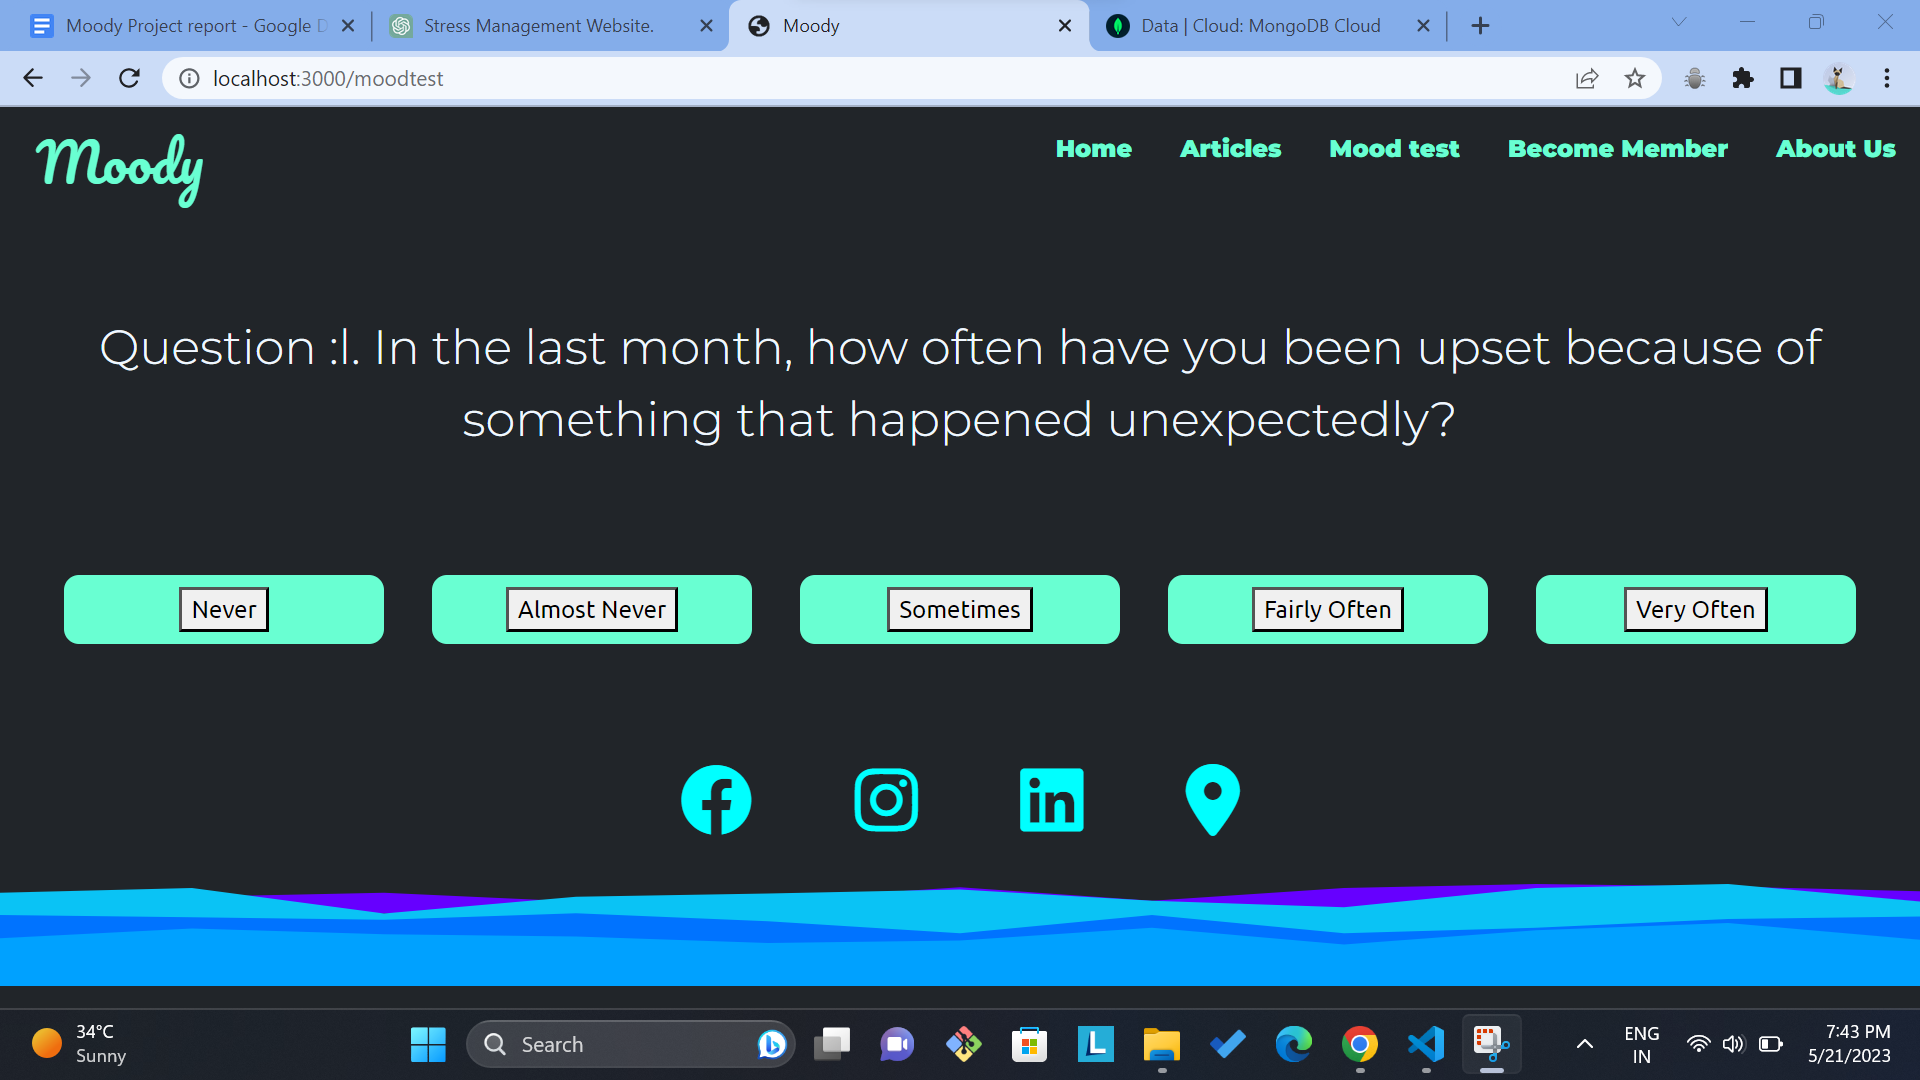 Moody Project report - Google D
Stress Management Website.
Moody
Data | Cloud: MongoDB Cloud
localhost:3000/moodtest
Moody
Home Articles Mood test Become Member About Us
Question :1. In the last month, how often have you been upset because of
something that happened unexpectedly?
Never
Almost Never
Sometimes
Fairly Often
Very Often
34°C
Sunny
Search
ENG
IN
7:43 PM
5/21/2023